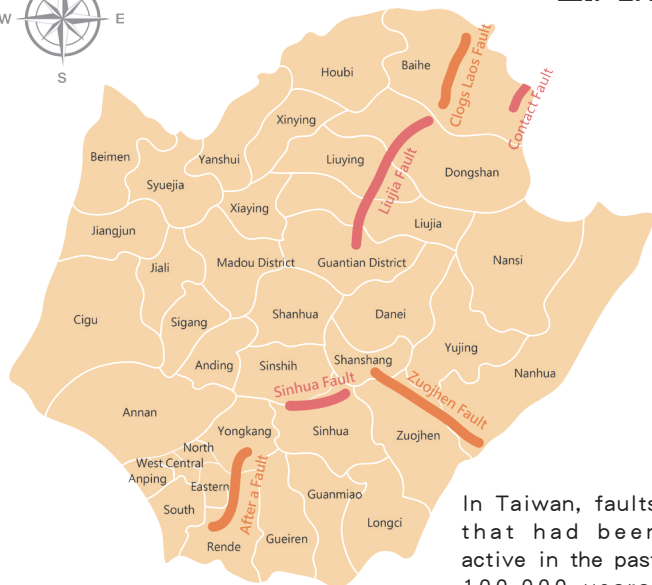 W
E
S
Houbi
Baihe
Clogs Laos Fault
Contact Fault
Xinying
Beimen
Yanshui
Liuying
Liujia Fault
Dongshan
Syuejia
Xiaying
Liujia
Jiangjun
Jiali
Madou District
Guantian District
Nansi
Cigu
Sigang
Shanhua
Danei
Yujing
Anding
Sinshih
Shanshang
Nanhua
Sinhua Fault
Zuojhen Fault
Annan
Yongkang
Sinhua
Zuojhen
North
West Central
Anping
Eastern
After a Fault
Guanmiao
South
Longci
Rende
Gueiren
In Taiwan, faults
that had been
active in the past
100,000 years